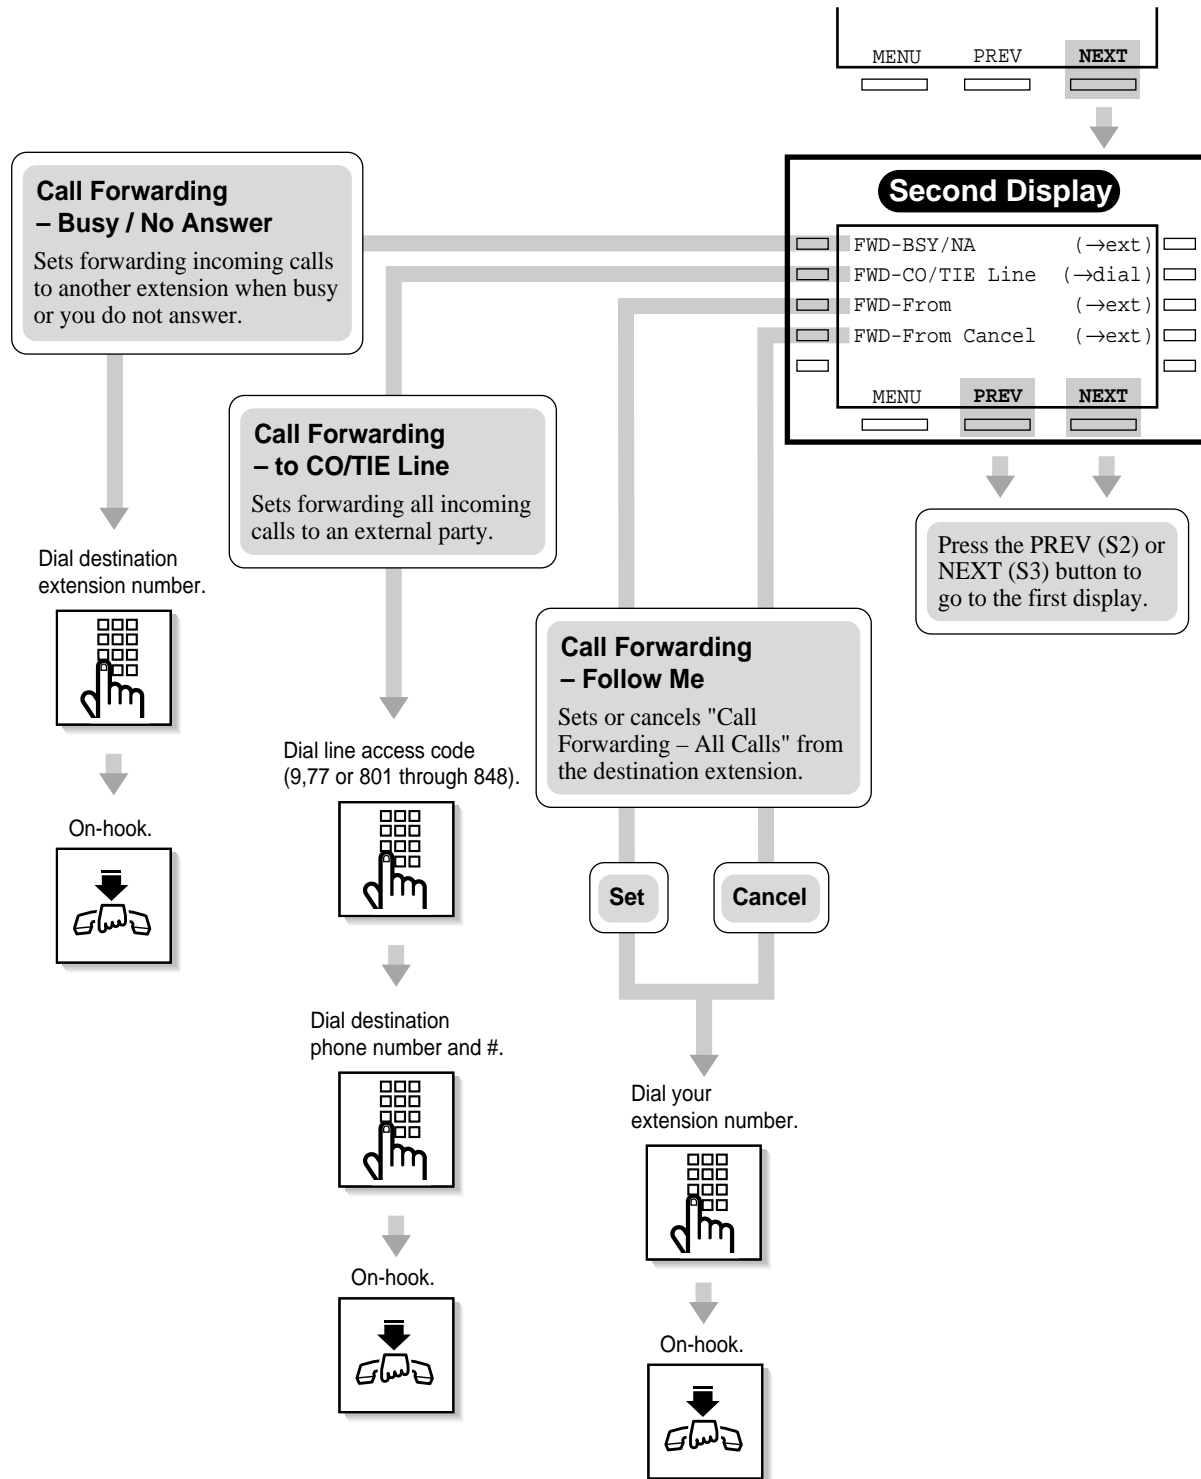 MENU PREV NEXT
Second Display
FWD-BSY/NA (→ext)
FWD-CO/TIE Line (→dial)
FWD-From (→ext)
FWD-From Cancel (→ext)
MENU PREV NEXT
Press the PREV (S2) or
NEXT (S3) button to
go to the first display.
Call Forwarding
– Busy / No Answer
Sets forwarding incoming calls
to another extension when busy
or you do not answer.
Dial destination
extension number.
On-hook.
Call Forwarding
– to CO/TIE Line
Sets forwarding all incoming
calls to an external party.
Dial line access code
(9,77 or 801 through 848).
Dial destination
phone number and #.
On-hook.
Call Forwarding
– Follow Me
Sets or cancels "Call
Forwarding – All Calls" from
the destination extension.
Set
Cancel
Dial your
extension number.
On-hook.